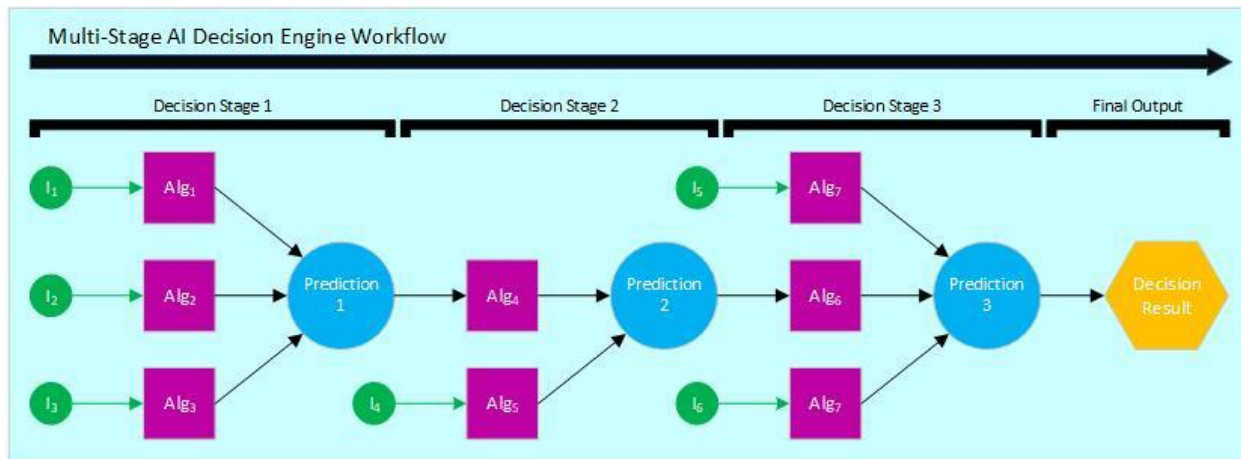 Multi-Stage AI Decision Engine Workflow
Decision Stage 1
Decision Stage 2
Decision Stage 3
Final Output
I₁
Alg₁
I₅
Alg₇
I₂
Alg₂
Prediction
1
Alg₄
Prediction
2
Alg₆
Prediction
3
Decision
Result
I₃
Alg₃
I₄
Alg₅
I₆
Alg₇